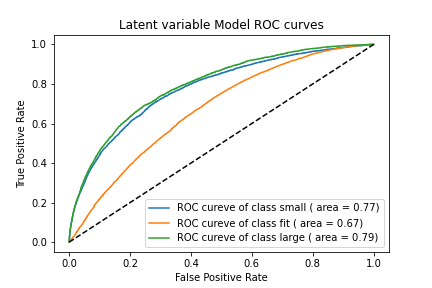 Latent variable Model ROC curves
1.0
0.8
0.6
0.4
0.2
0.0
True Positive Rate
ROC cureve of class small ( area = 0.77)
ROC cureve of class fit ( area = 0.67)
ROC cureve of class large ( area = 0.79)
0.0 0.2 0.4 0.6 0.8 1.0
False Positive Rate